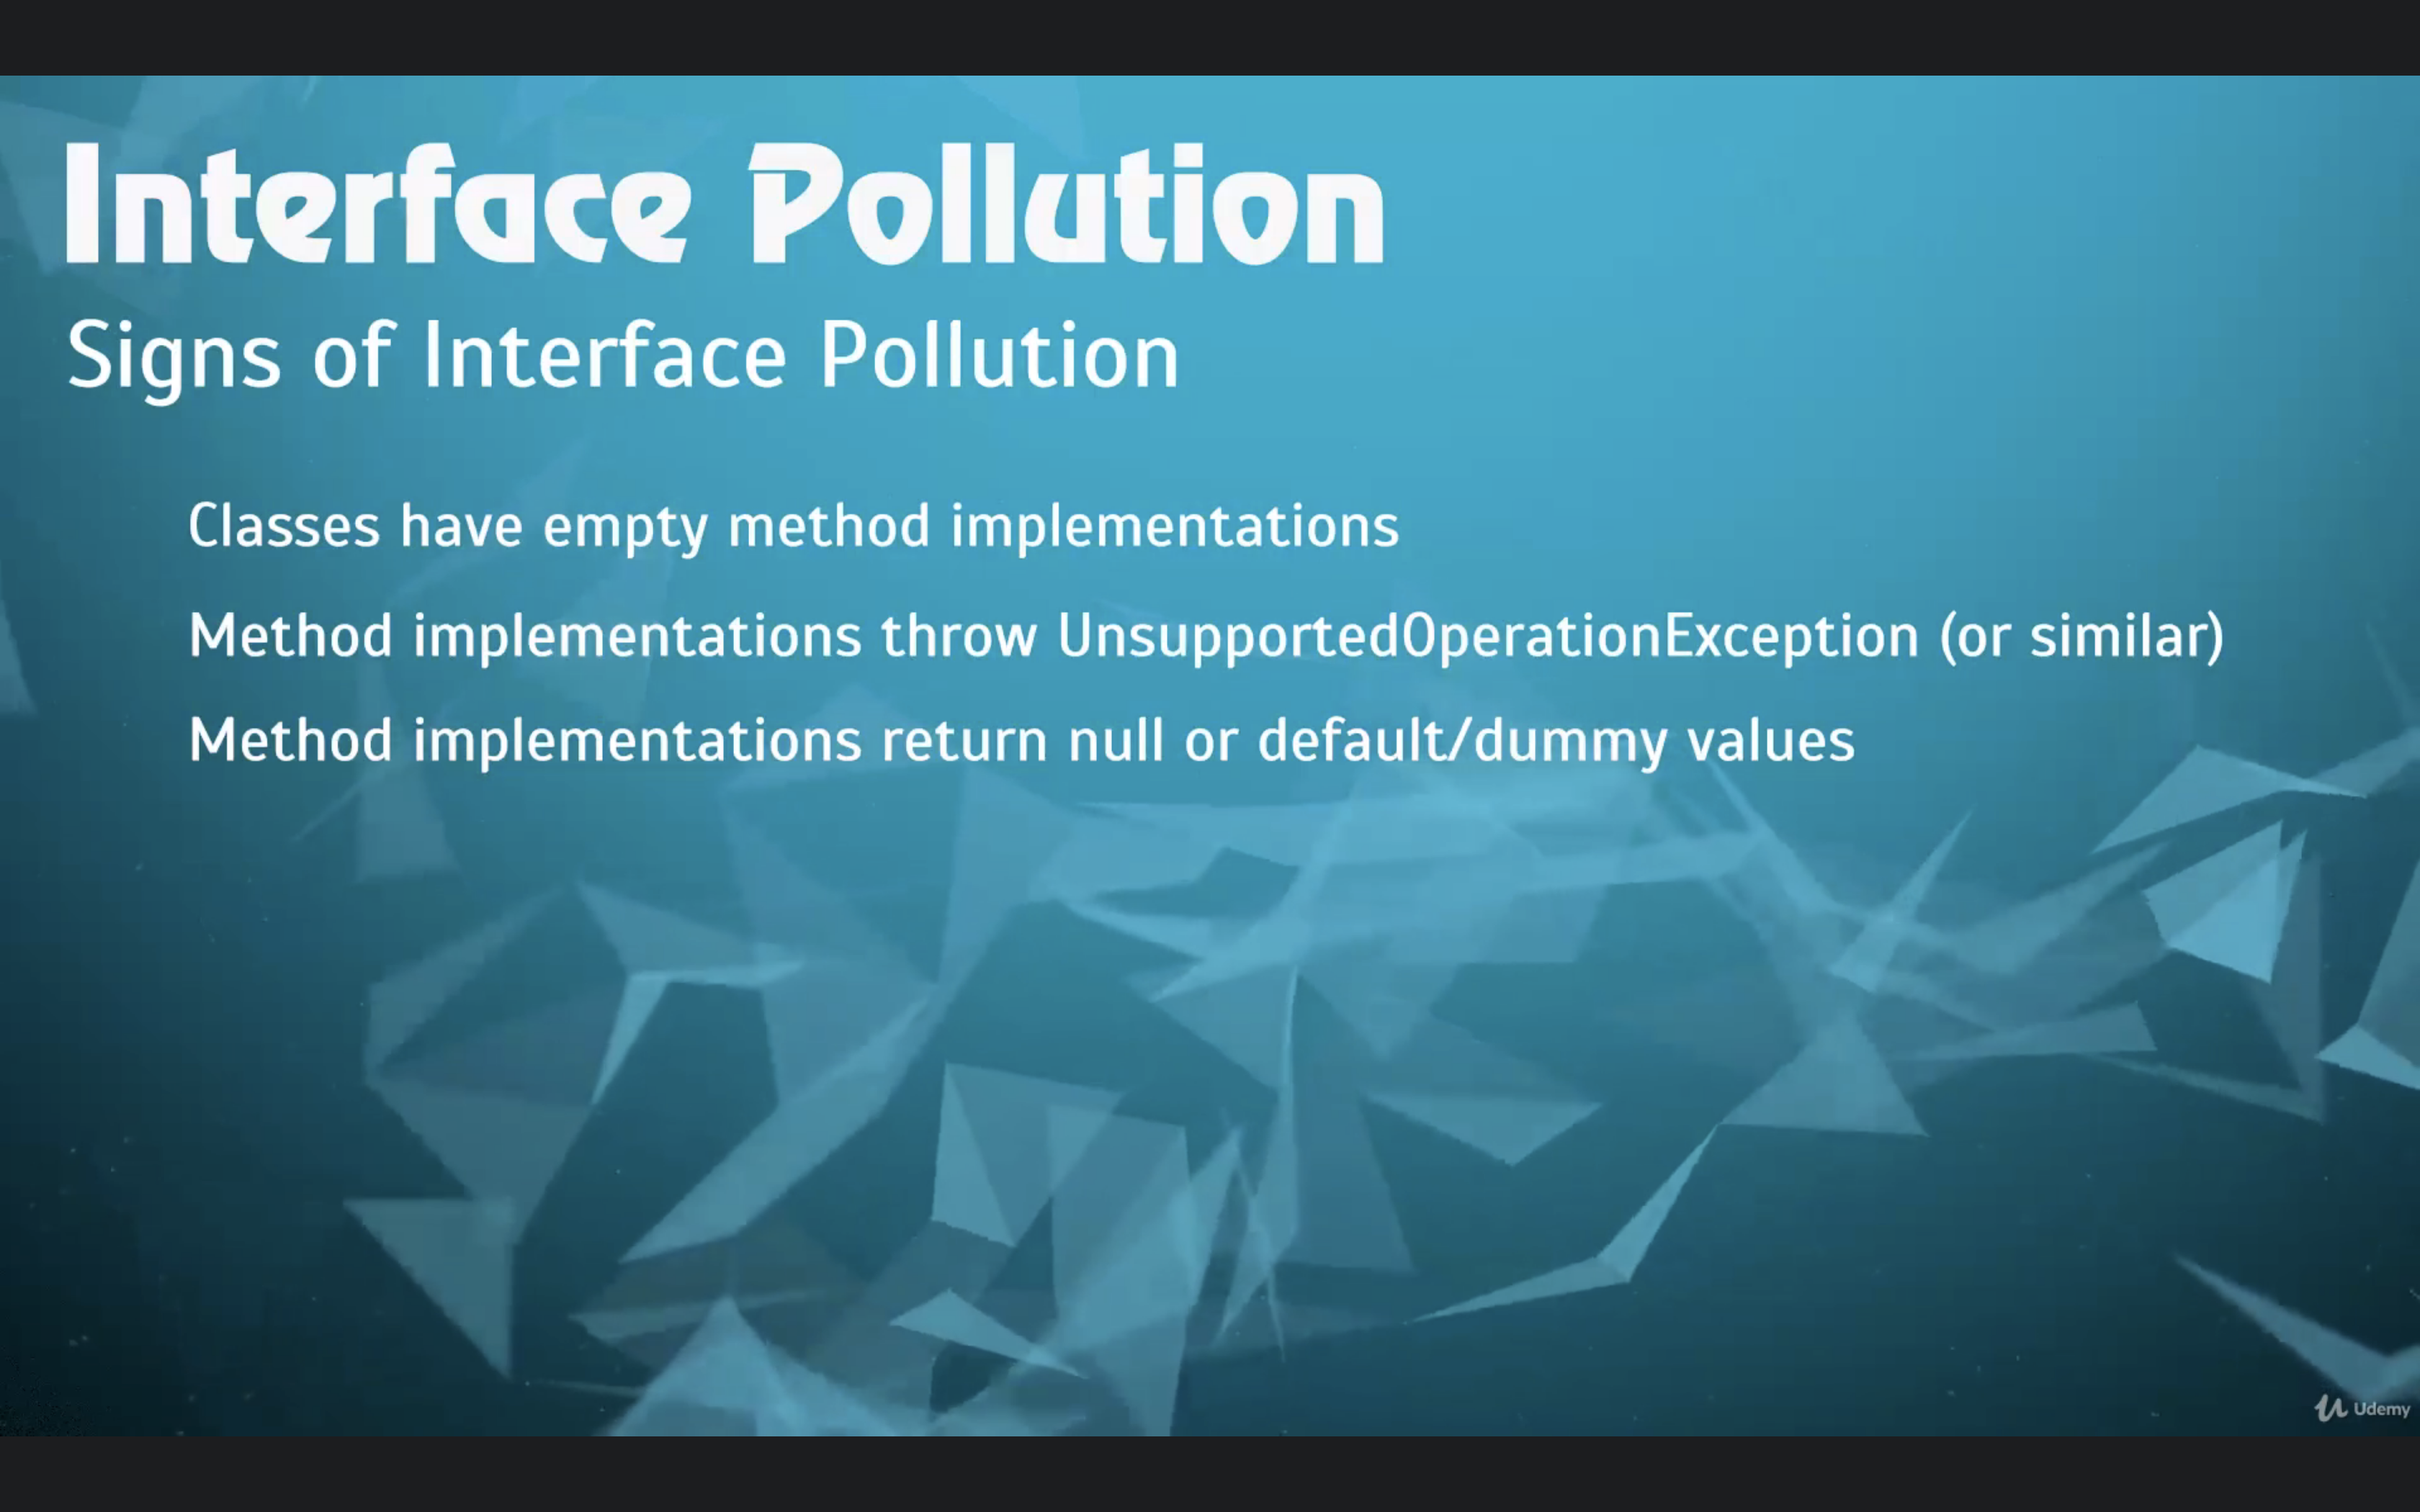 Interface Pollution
Signs of Interface Pollution
Classes have empty method implementations
Method implementations throw UnsupportedOperationException (or similar)
Method implementations return null or default/dummy values
Udemy